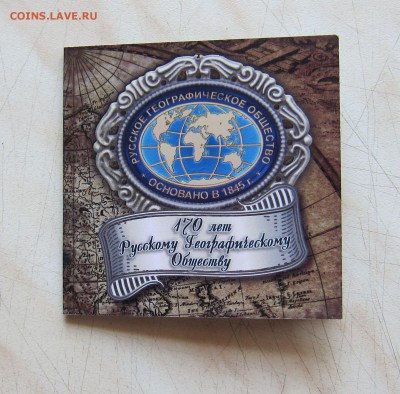 COINS.LAVE.RU
РУССКОЕ ГЕОГРАФИЧЕСКОЕ ОБЩЕСТВО
ОСНОВАНО В 1845 г.
170 лет
Русскому Географическому
Обществу